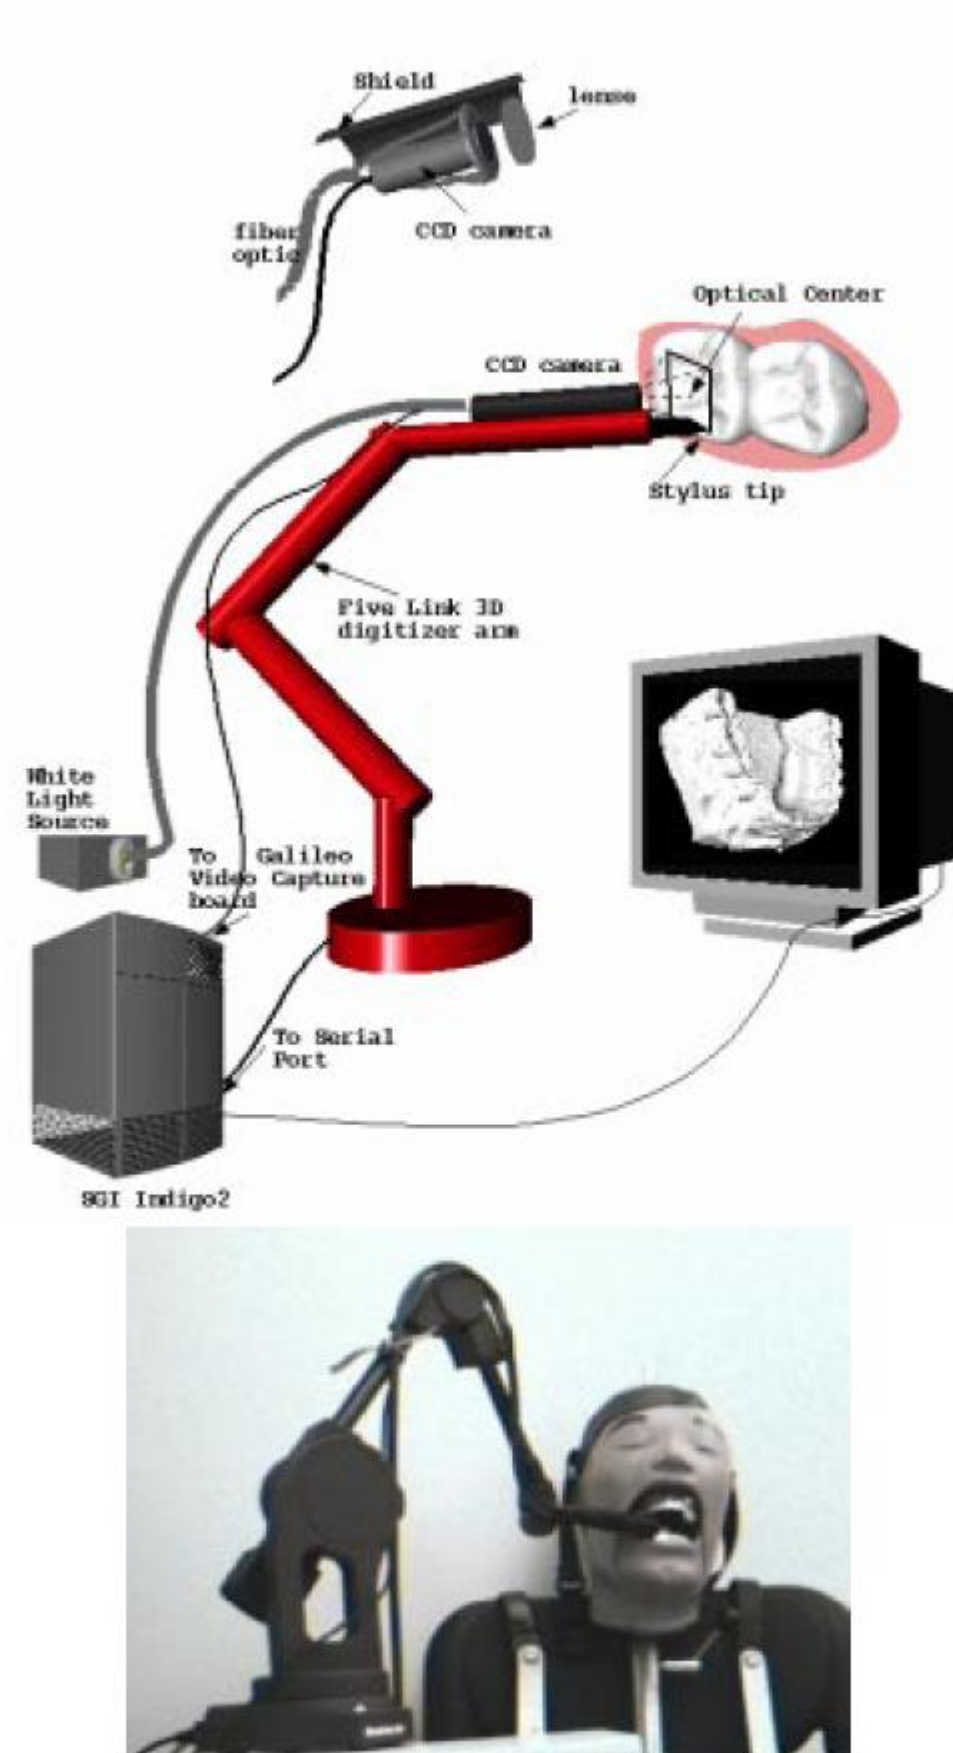 Shield
lense
fiber
optic
CCD camera
Optical Center
CCD camera
Stylus tip
Five Link 3D
digitizer arm
White
Light
Source
To Galileo
Video Capture
board
To Serial
Port
SGI Indigo2